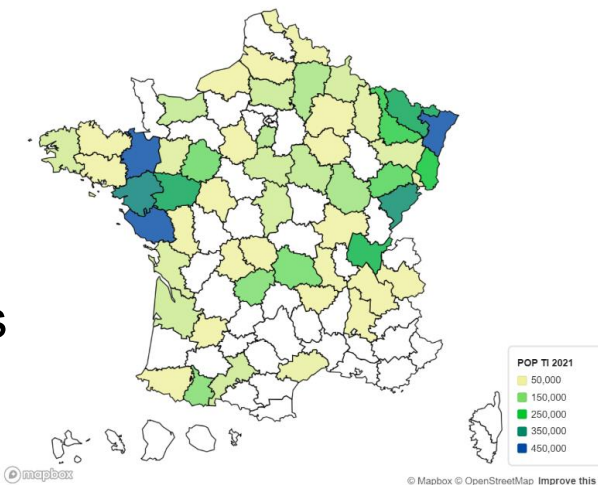 s
POP TI 2021
50,000
150,000
250,000
350,000
450,000
mapbox
© Mapbox © OpenStreetMap Improve this